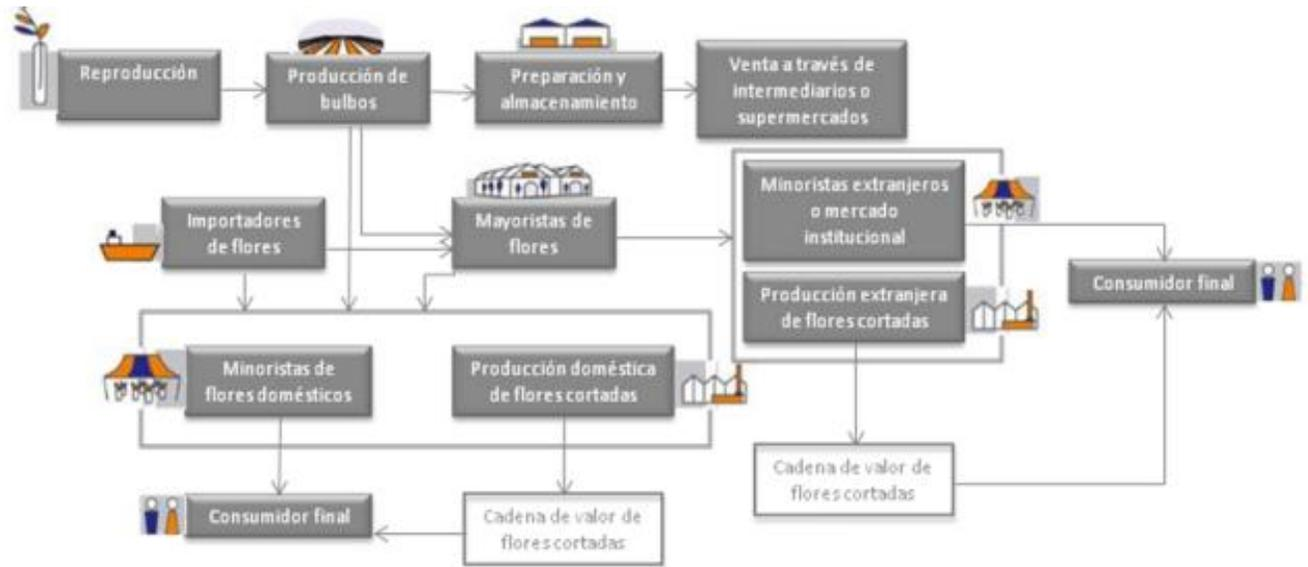 Reproducción
Producción de
bulbos
Preparación y
almacenamiento
Venta a través de
intermediarios o
supermercados
Importadores
de flores
Mayoristas de
flores
Minoristas extranjeros
o mercado
institucional
Producción extranjera
de flores cortadas
Consumidor final
Minoristas de
flores domésticos
Producción doméstica
de flores cortadas
Cadena de valor de
flores cortadas
Consumidor final
Cadena de valor de
flores cortadas